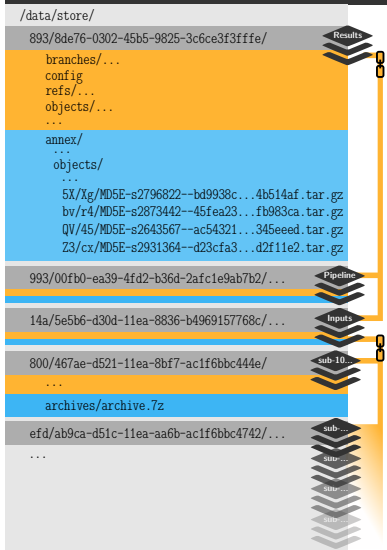 /data/store/
893/8de76-0302-45b5-9825-3c6ce3f3fffe/
Results
branches/...
config
refs/...
objects/...
...
annex/
...
objects/
...
5X/Xg/MD5E-s2796822--bd9938c...4b514af.tar.gz
bv/r4/MD5E-s2873442--45fea23...fb983ca.tar.gz
QV/45/MD5E-s2643567--ac54321...345eeed.tar.gz
Z3/cx/MD5E-s2931364--d23cfa3...d2f11e2.tar.gz
993/00fb0-ea39-4fd2-b36d-2afc1e9ab7b2/...
Pipeline
14a/5e5b6-d30d-11ea-8836-b4969157768c/...
Inputs
800/467ae-d521-11ea-8bf7-ac1f6bbc444e/
sub-10...
...
archives/archive.7z
efd/ab9ca-d51c-11ea-aa6b-ac1f6bbc4742/...
sub-...
...
sub-...
sub-...
sub-...